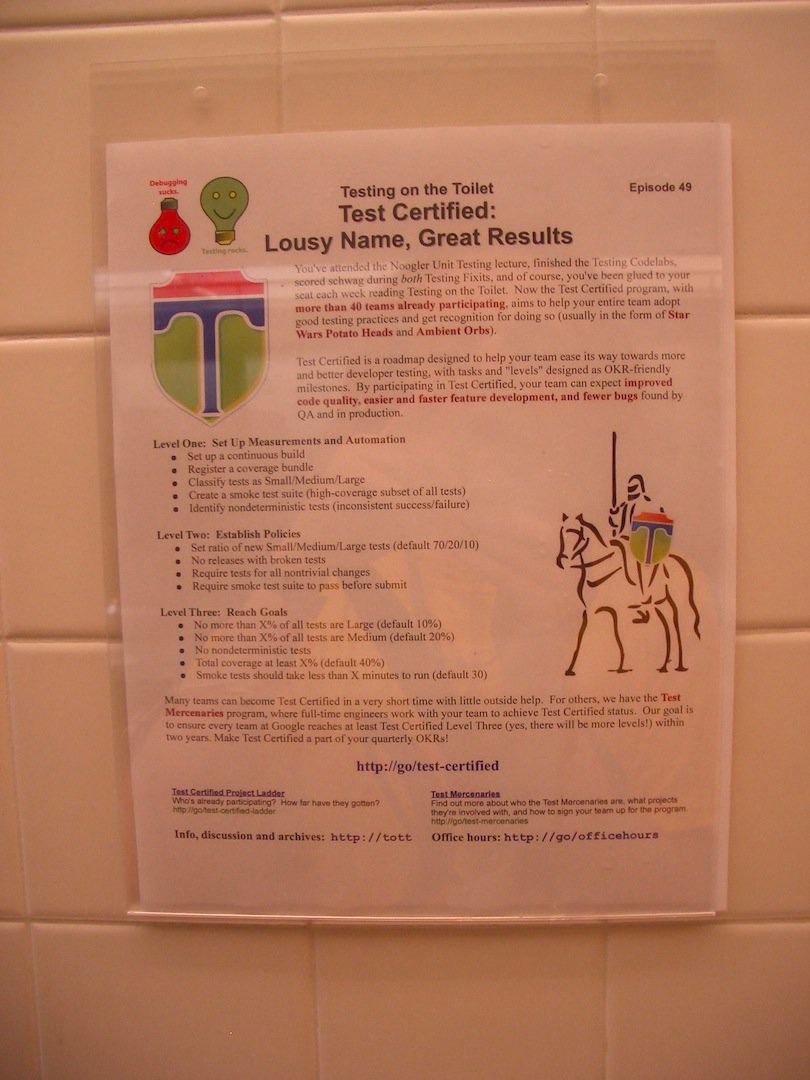 Debugging
sucks.
Testing rocks.
Testing on the Toilet
Episode 49
Test Certified:
Lousy Name, Great Results
You've attended the Noogler Unit Testing lecture, finished the Testing Codelabs,
scored schwag during both Testing Fixits, and of course, you've been glued to your
seat each week reading Testing on the Toilet. Now the Test Certified program, with
more than 40 teams already participating, aims to help your entire team adopt
good testing practices and get recognition for doing so (usually in the form of Star
Wars Potato Heads and Ambient Orbs).
Test Certified is a roadmap designed to help your team ease its way towards more
and better developer testing, with tasks and "levels" designed as OKR-friendly
milestones. By participating in Test Certified, your team can expect improved
code quality, easier and faster feature development, and fewer bugs found by
QA and in production.
Level One: Set Up Measurements and Automation
• Set up a continuous build
• Register a coverage bundle
• Classify tests as Small/Medium/Large
• Create a smoke test suite (high-coverage subset of all tests)
• Identify nondeterministic tests (inconsistent success/failure)
Level Two: Establish Policies
• Set ratio of new Small/Medium/Large tests (default 70/20/10)
• No releases with broken tests
• Require tests for all nontrivial changes
• Require smoke test suite to pass before submit
Level Three: Reach Goals
• No more than X% of all tests are Large (default 10%)
• No more than X% of all tests are Medium (default 20%)
• No nondeterministic tests
• Total coverage at least X% (default 40%)
• Smoke tests should take less than X minutes to run (default 30)
Many teams can become Test Certified in a very short time with little outside help. For others, we have the Test
Mercenaries program, where full-time engineers work with your team to achieve Test Certified status. Our goal is
to ensure every team at Google reaches at least Test Certified Level Three (yes, there will be more levels!) within
two years. Make Test Certified a part of your quarterly OKRs!
http://go/test-certified
Test Certified Project Ladder
Who's already participating? How far have they gotten?
http://go/test-certified-ladder
Test Mercenaries
Find out more about who the Test Mercenaries are, what projects
they're involved with, and how to sign your team up for the program.
http://go/test-mercenaries
Info, discussion and archives: http://tott
Office hours: http://go/officehours